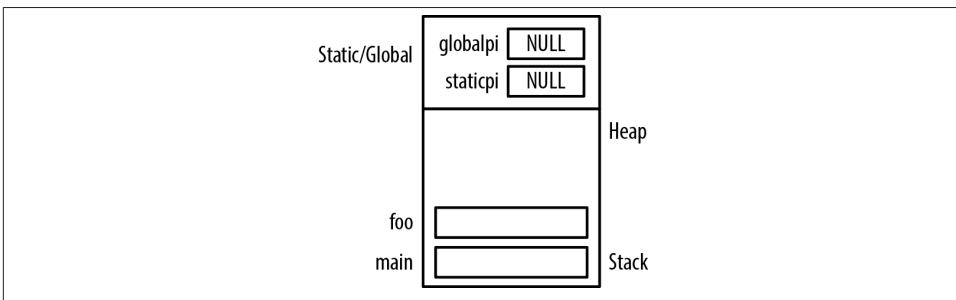 Static/Global
globalpi NULL
staticpi NULL
Heap
foo
main
Stack